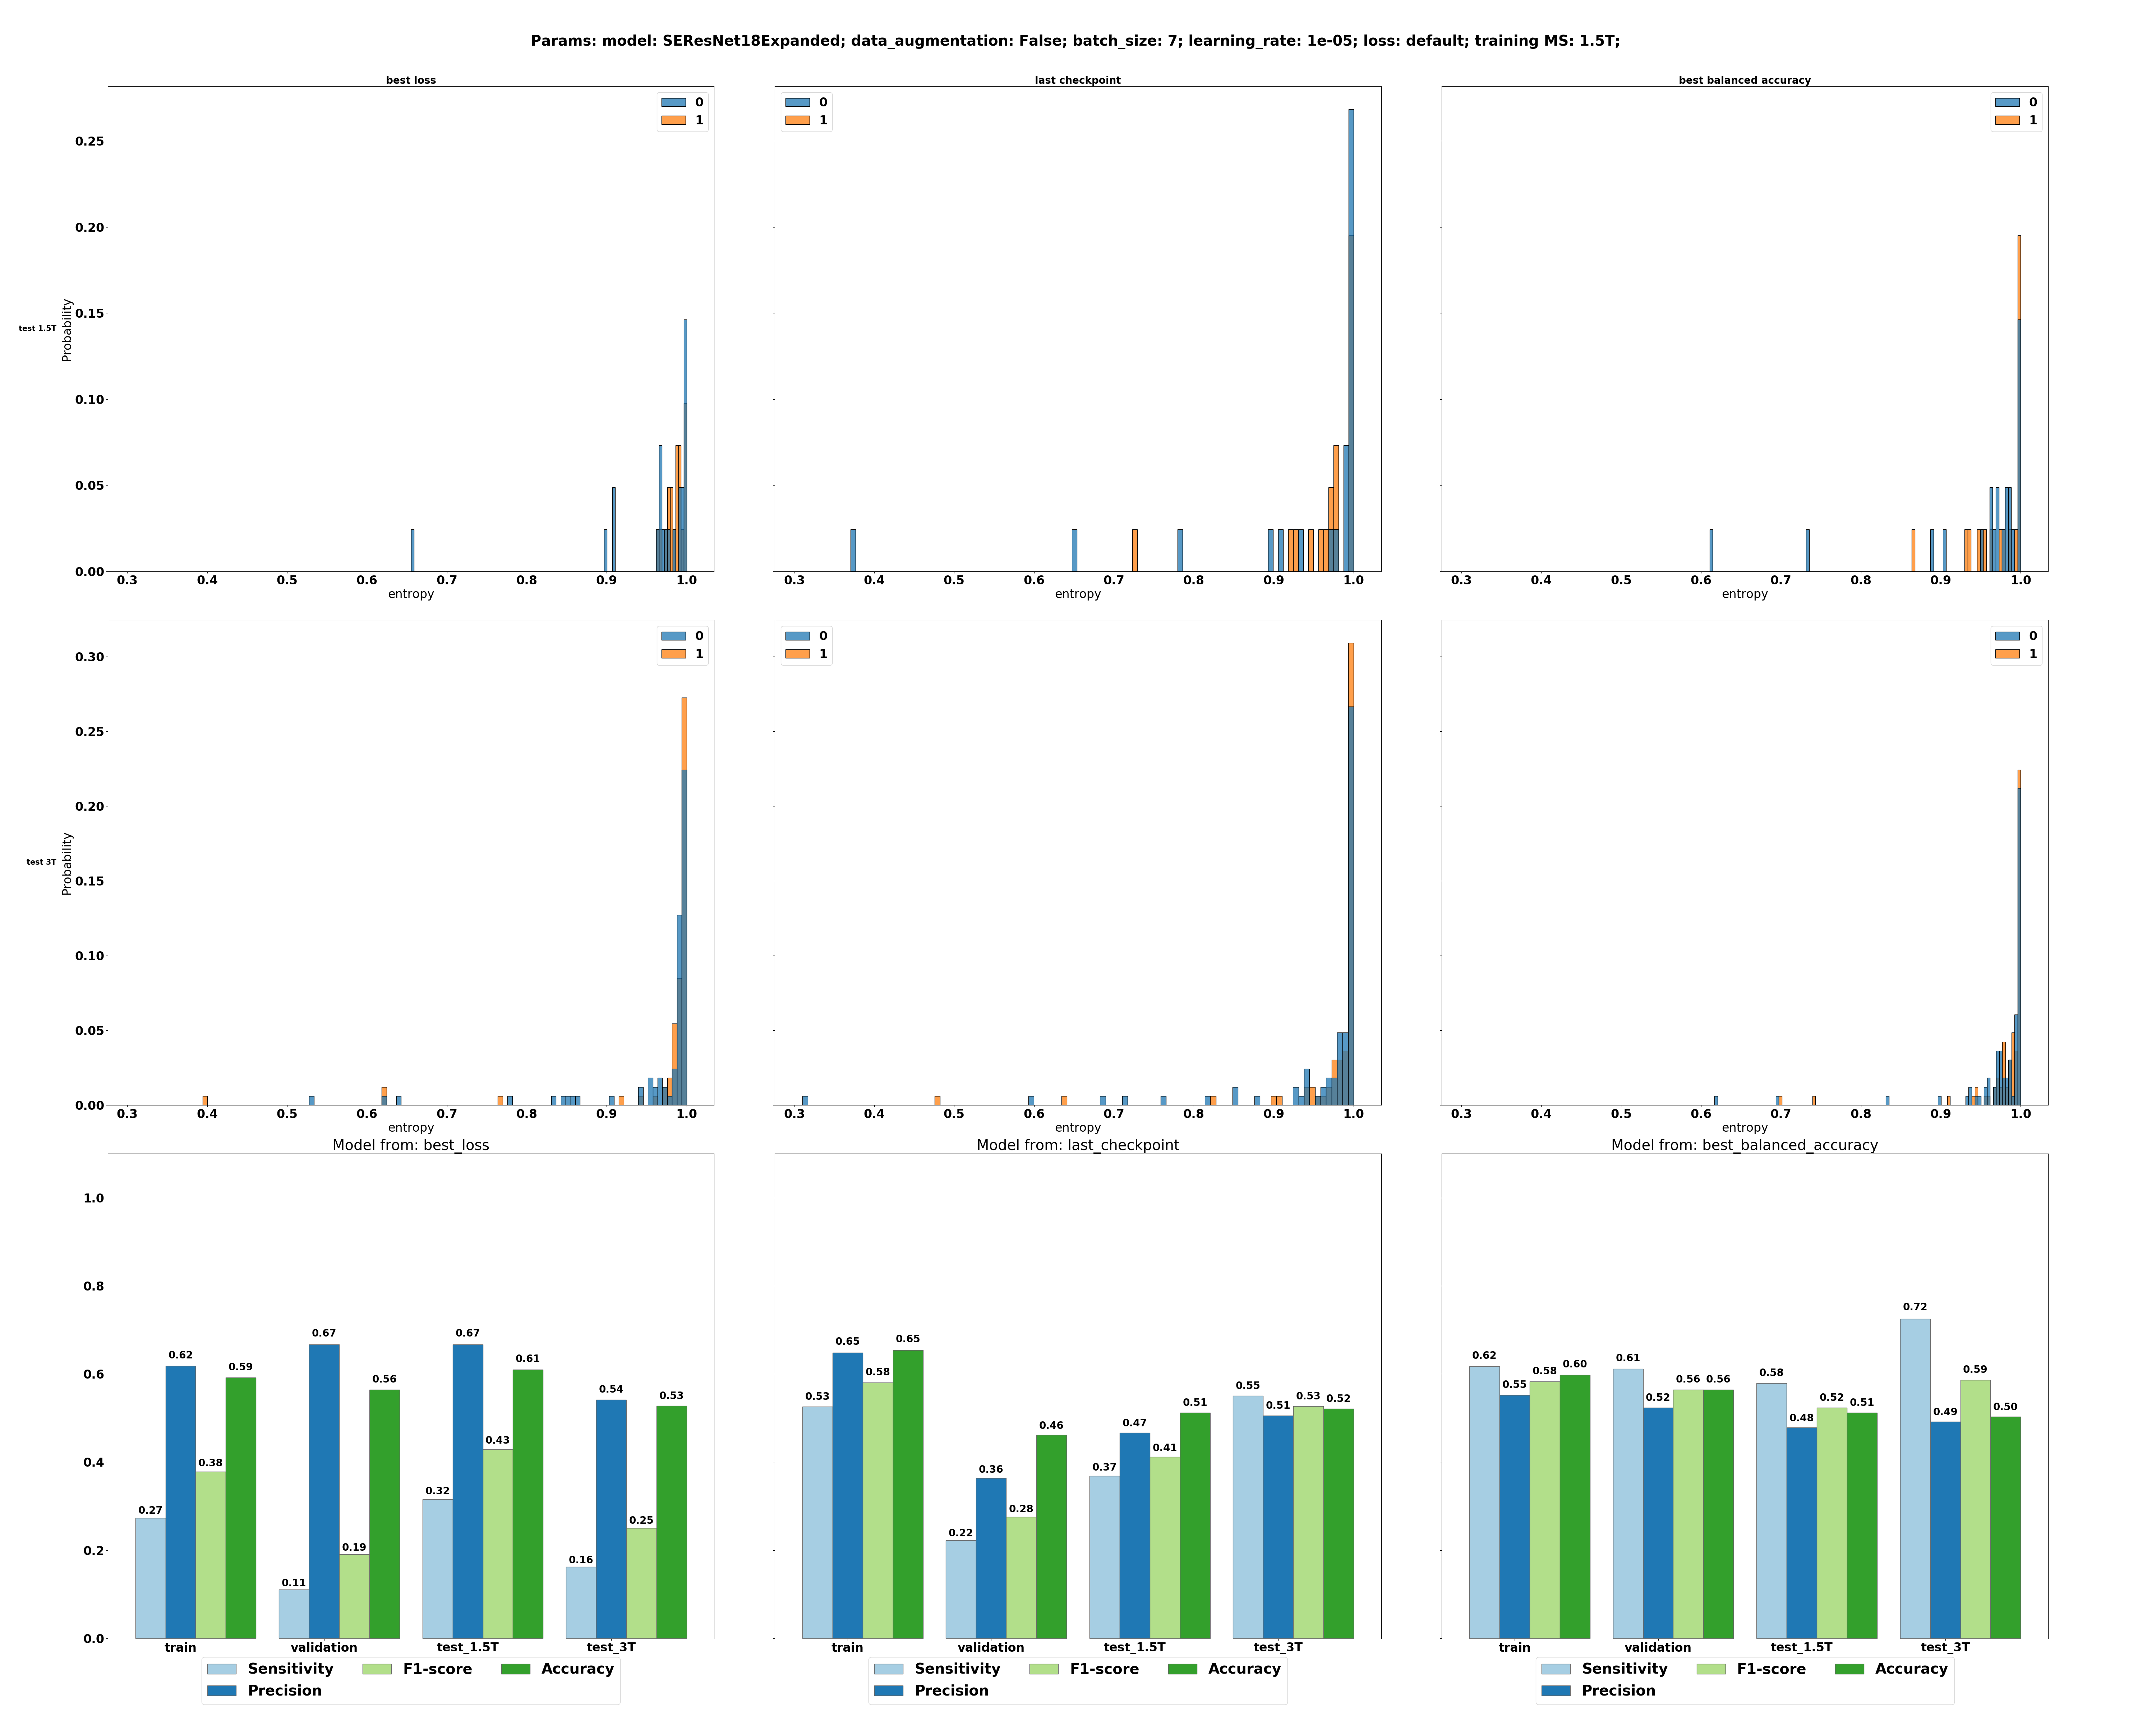 Params: model: SEResNet18Expanded; data_augmentation: False; batch_size: 7; learning_rate: 1e-05; loss: default; training MS: 1.5T;
best loss
last checkpoint
best balanced accuracy
0
1
0
1
0
1
0.25
0.20
0.15
0.10
0.05
0.00
test 1.5T
Probability
0.3 0.4 0.5 0.6 0.7 0.8 0.9 1.0
0.3 0.4 0.5 0.6 0.7 0.8 0.9 1.0
0.3 0.4 0.5 0.6 0.7 0.8 0.9 1.0
entropy
entropy
entropy
0
1
0
1
0
1
0.30
0.25
0.20
0.15
0.10
0.05
0.00
test 3T
Probability
0.3 0.4 0.5 0.6 0.7 0.8 0.9 1.0
0.3 0.4 0.5 0.6 0.7 0.8 0.9 1.0
0.3 0.4 0.5 0.6 0.7 0.8 0.9 1.0
entropy
entropy
entropy
Model from: best_loss
Model from: last_checkpoint
Model from: best_balanced_accuracy
1.0
0.8
0.6
0.4
0.2
0.0
0.27 0.62 0.38 0.59
0.11 0.67 0.19 0.56
0.32 0.67 0.43 0.61
0.16 0.54 0.25 0.53
0.53 0.65 0.58 0.65
0.22 0.36 0.28 0.46
0.37 0.47 0.41 0.51
0.55 0.51 0.53 0.52
0.62 0.55 0.58 0.60
0.61 0.52 0.56 0.56
0.58 0.48 0.52 0.51
0.72 0.49 0.59 0.50
train validation test_1.5T test_3T
train validation test_1.5T test_3T
train validation test_1.5T test_3T
Sensitivity F1-score Accuracy
Precision
Sensitivity F1-score Accuracy
Precision
Sensitivity F1-score Accuracy
Precision